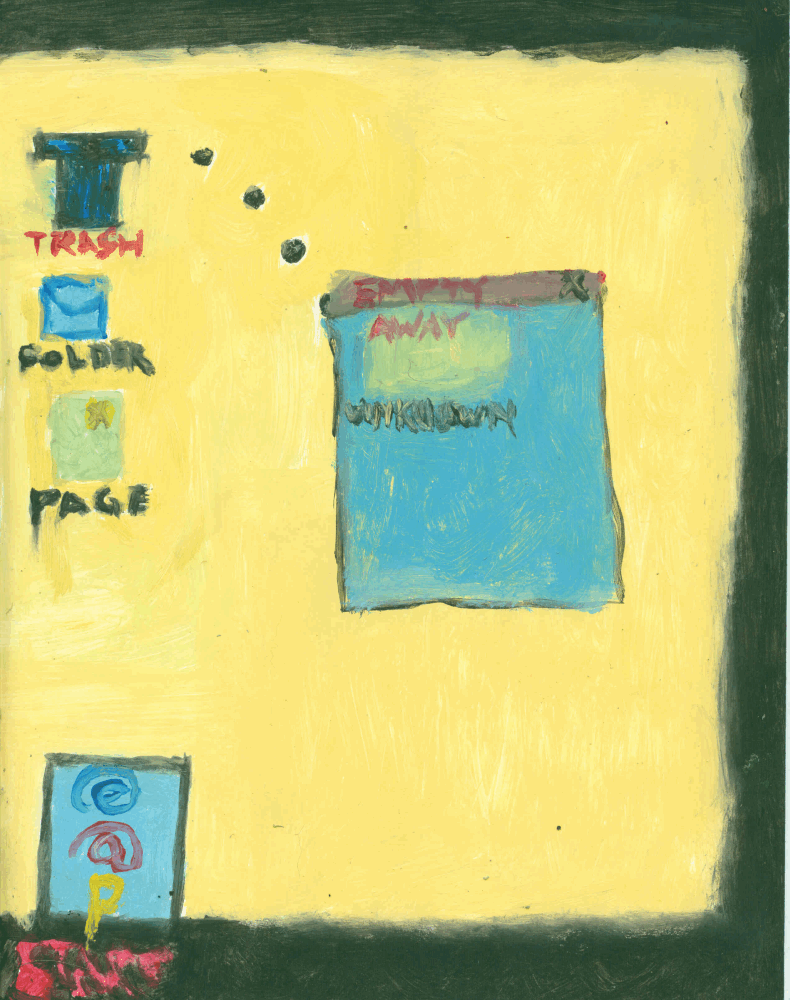 TRASH
FOLDER
PAGE
EMPTY X
AWAY
UNKNOWN
e
@
P
START